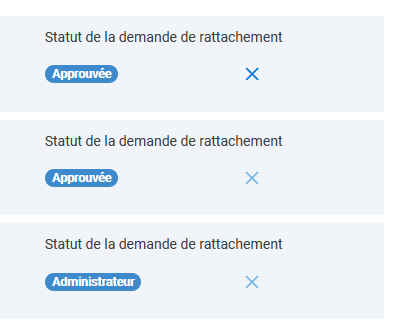 Statut de la demande de rattachement
Approuvée
Statut de la demande de rattachement
Approuvée
Statut de la demande de rattachement
Administrateur